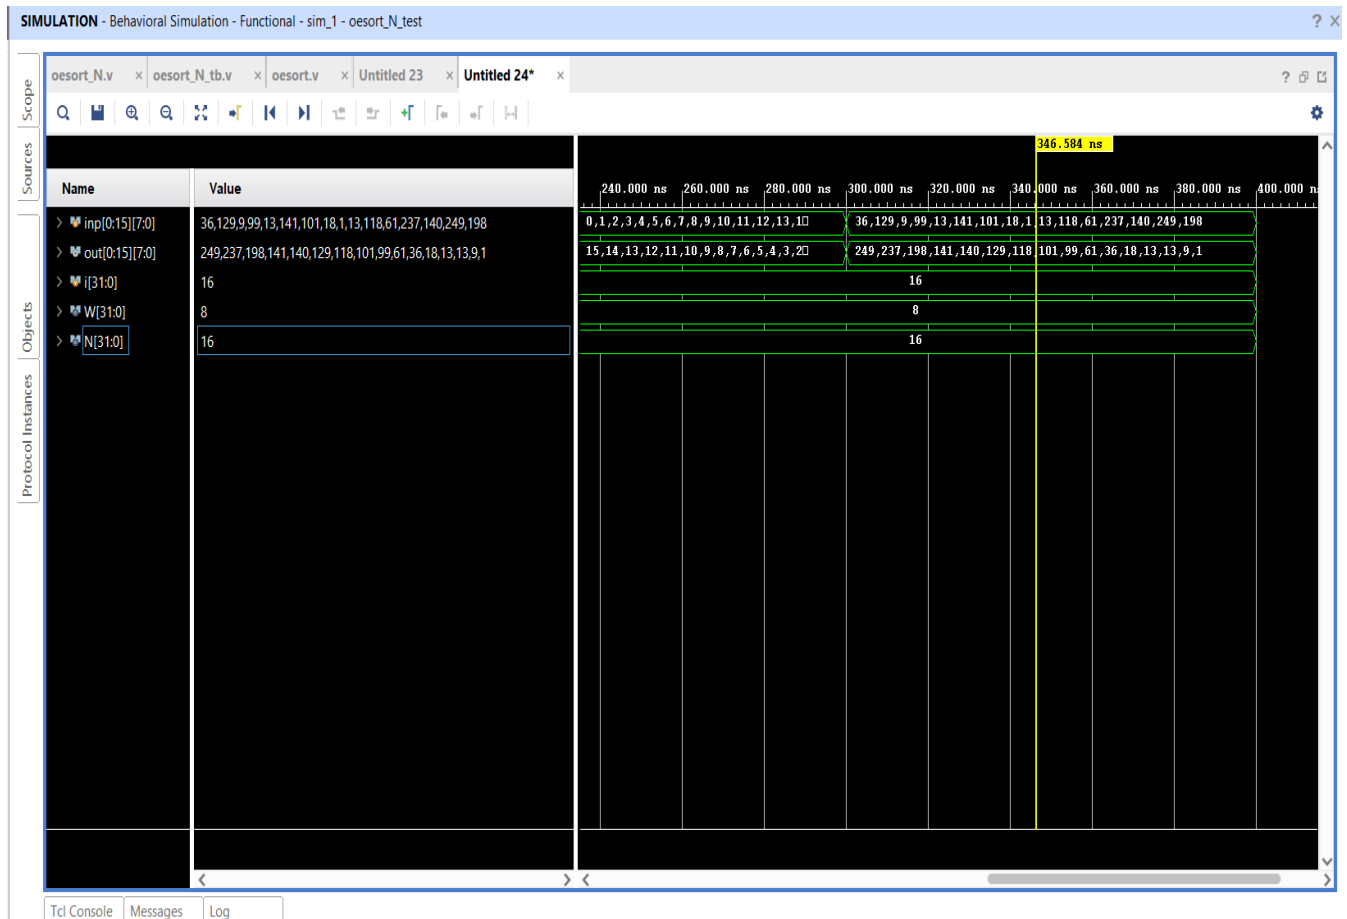 SIMULATION - Behavioral Simulation - Functional - sim_1 - oesort_N_test
oesort_N.v
oesort_N_tb.v
oesort.v
Untitled 23
Untitled 24*
Scope
Sources
Objects
Protocol Instances
346.584 ns
Name Value
240.000 ns 260.000 ns 280.000 ns 300.000 ns 320.000 ns 340.000 ns 360.000 ns 380.000 ns 400.000 n
inp[0:15][7:0] 36,129,9,99,13,141,101,18,1,13,118,61,237,140,249,198 0,1,2,3,4,5,6,7,8,9,10,11,12,13,1 36,129,9,99,13,141,101,18,1,13,118,61,237,140,249,198
out[0:15][7:0] 249,237,198,141,140,129,118,101,99,61,36,18,13,13,9,1 15,14,13,12,11,10,9,8,7,6,5,4,3,2 249,237,198,141,140,129,118,101,99,61,36,18,13,13,9,1
i[31:0] 16 16
W[31:0] 8 8
N[31:0] 16 16
Tcl Console Messages Log